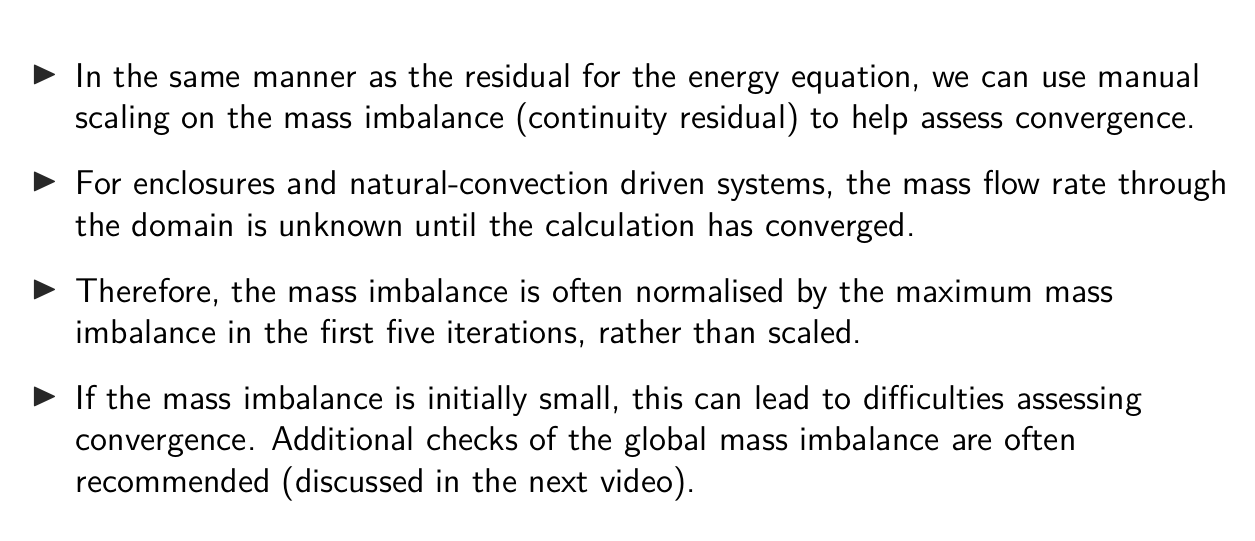 ▶ In the same manner as the residual for the energy equation, we can use manual
scaling on the mass imbalance (continuity residual) to help assess convergence.
▶ For enclosures and natural-convection driven systems, the mass flow rate through
the domain is unknown until the calculation has converged.
▶ Therefore, the mass imbalance is often normalised by the maximum mass
imbalance in the first five iterations, rather than scaled.
▶ If the mass imbalance is initially small, this can lead to difficulties assessing
convergence. Additional checks of the global mass imbalance are often
recommended (discussed in the next video).